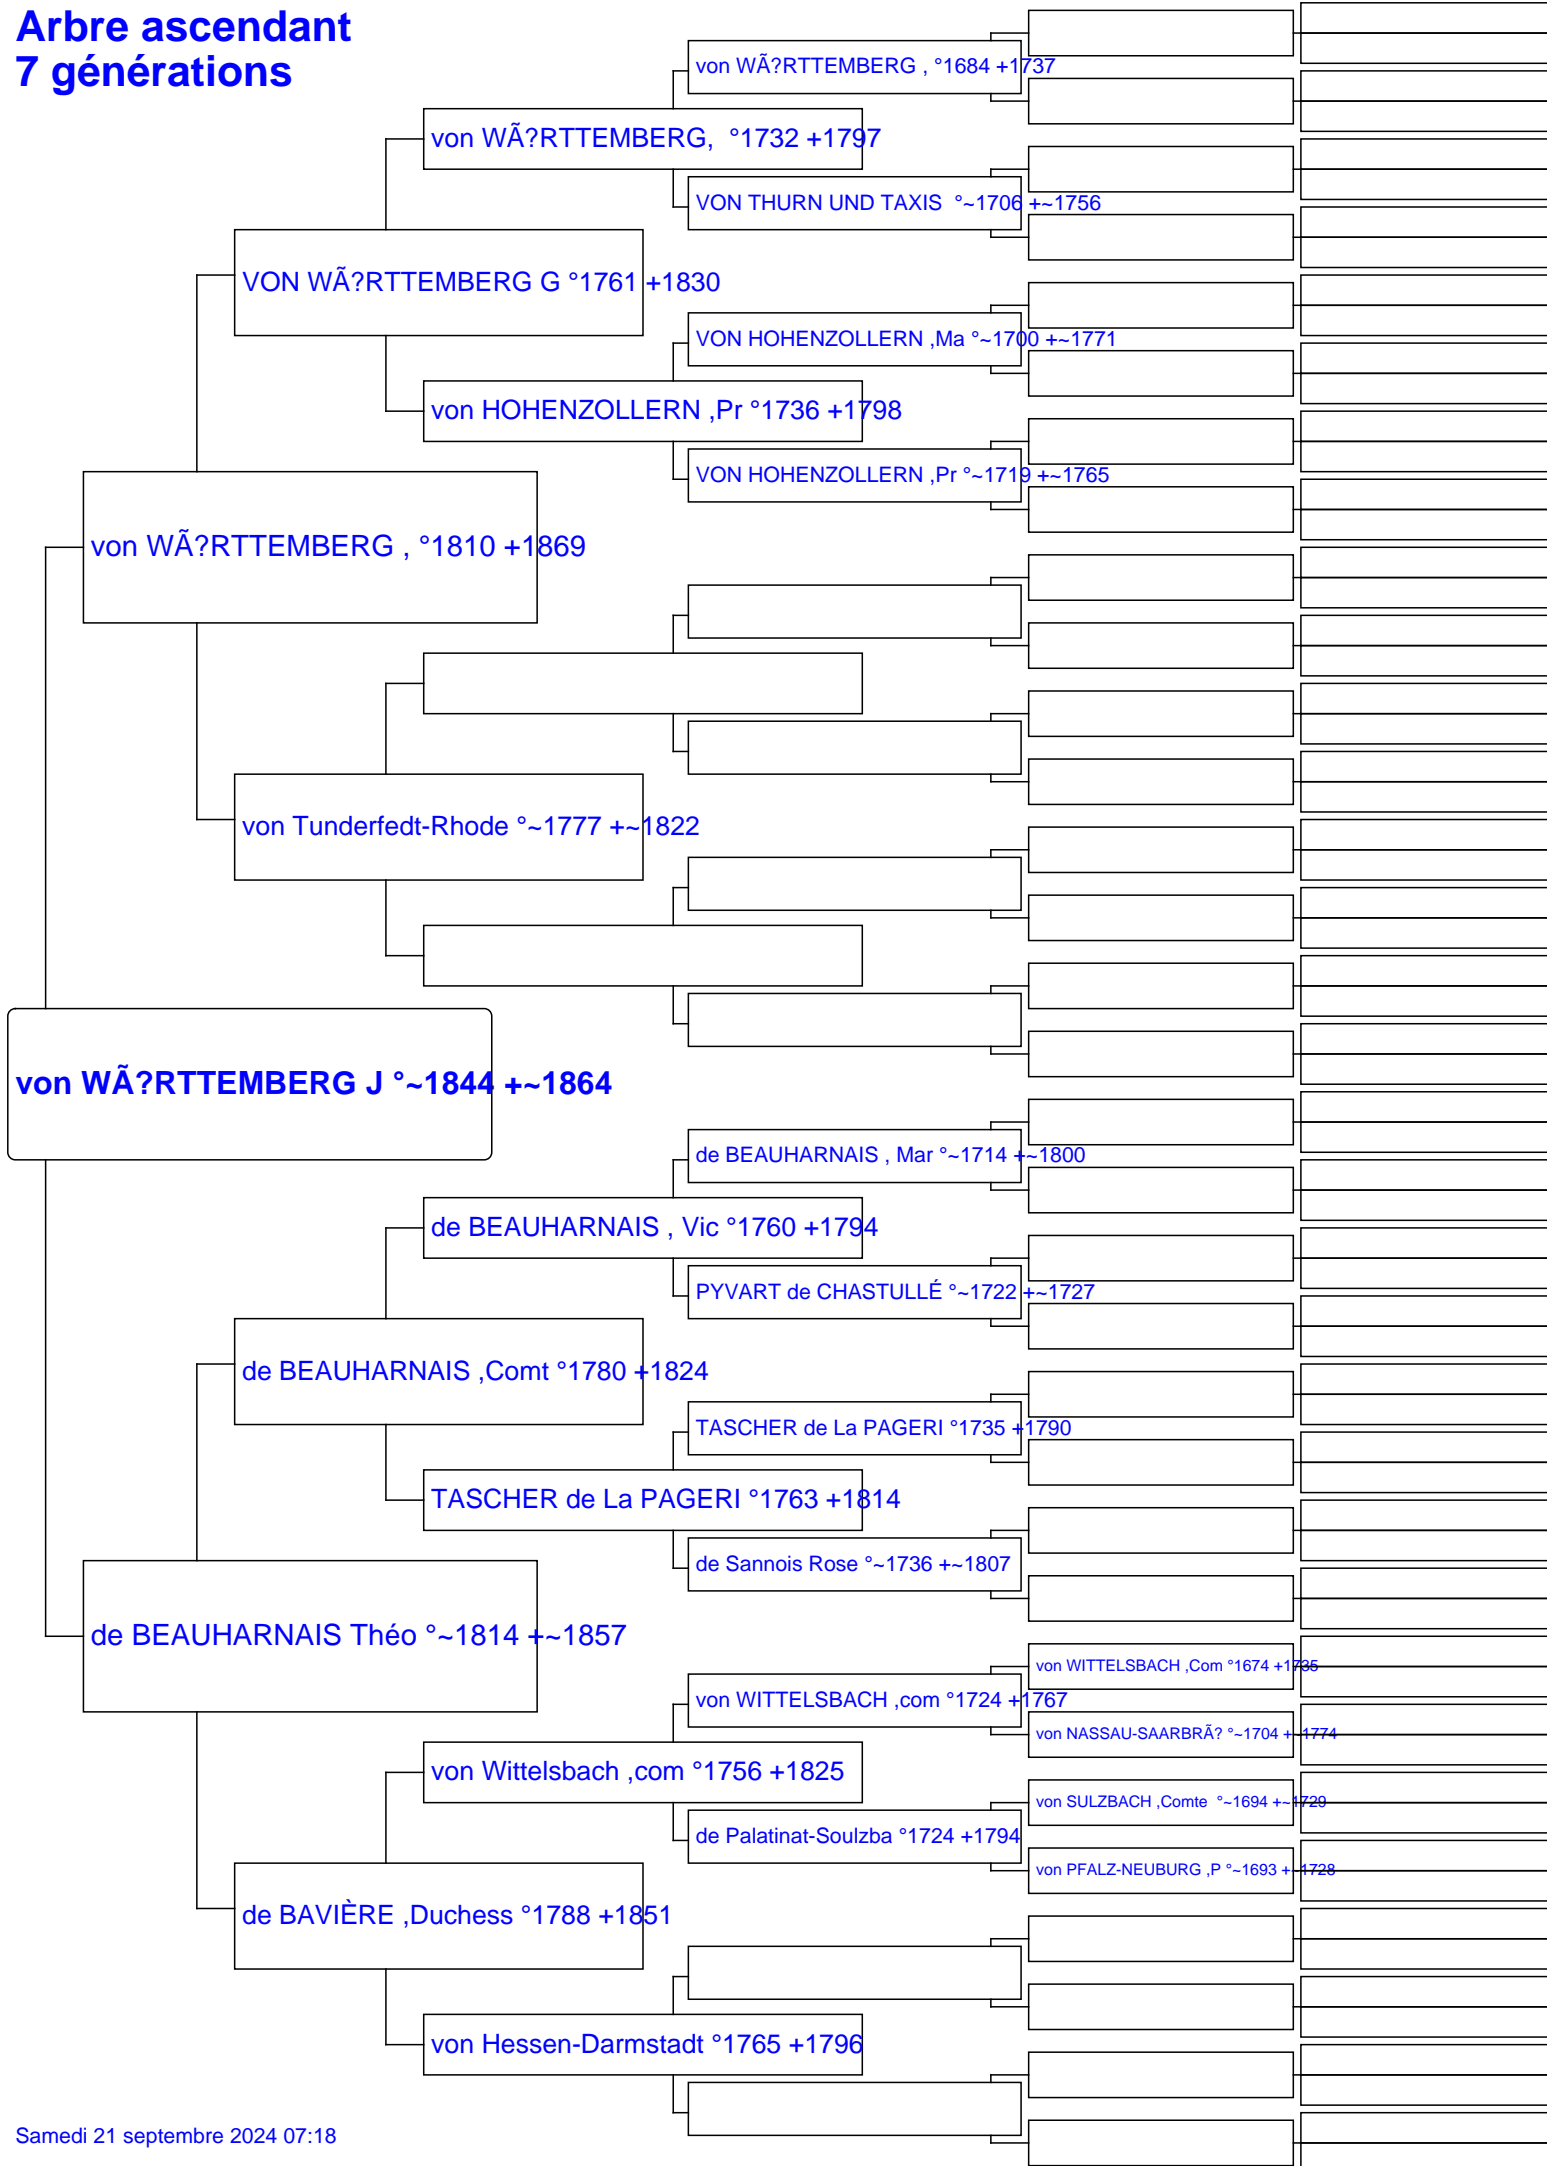 Arbre ascendant
7 générations
von WÃ?RTTEMBERG , °1684 +1737
von WÃ?RTTEMBERG,  °1732 +1797
VON THURN UND TAXIS  °~1706 +~1756
VON WÃ?RTTEMBERG G °1761 +1830
VON HOHENZOLLERN ,Ma °~1700 +~1771
von HOHENZOLLERN ,Pr °1736 +1798
VON HOHENZOLLERN ,Pr °~1719 +~1765
von WÃ?RTTEMBERG , °1810 +1869
von Tunderfedt-Rhode °~1777 +~1822
von WÃ?RTTEMBERG J °~1844 +~1864
de BEAUHARNAIS , Mar °~1714 +~1800
de BEAUHARNAIS , Vic °1760 +1794
PYVART de CHASTULLÉ °~1722 +~1727
de BEAUHARNAIS ,Comt °1780 +1824
TASCHER de La PAGERI °1735 +1790
TASCHER de La PAGERI °1763 +1814
de Sannois Rose °~1736 +~1807
de BEAUHARNAIS Théo °~1814 +~1857
von WITTELSBACH ,Com °1674 +1735
von WITTELSBACH ,com °1724 +1767
von NASSAU-SAARBRÃ? °~1704 +~1774
von Wittelsbach ,com °1756 +1825
von SULZBACH ,Comte  °~1694 +~1729
de Palatinat-Soulzba °1724 +1794
von PFALZ-NEUBURG ,P °~1693 +~1728
de BAVIÈRE ,Duchess °1788 +1851
von Hessen-Darmstadt °1765 +1796
Samedi 21 septembre 2024 07:18